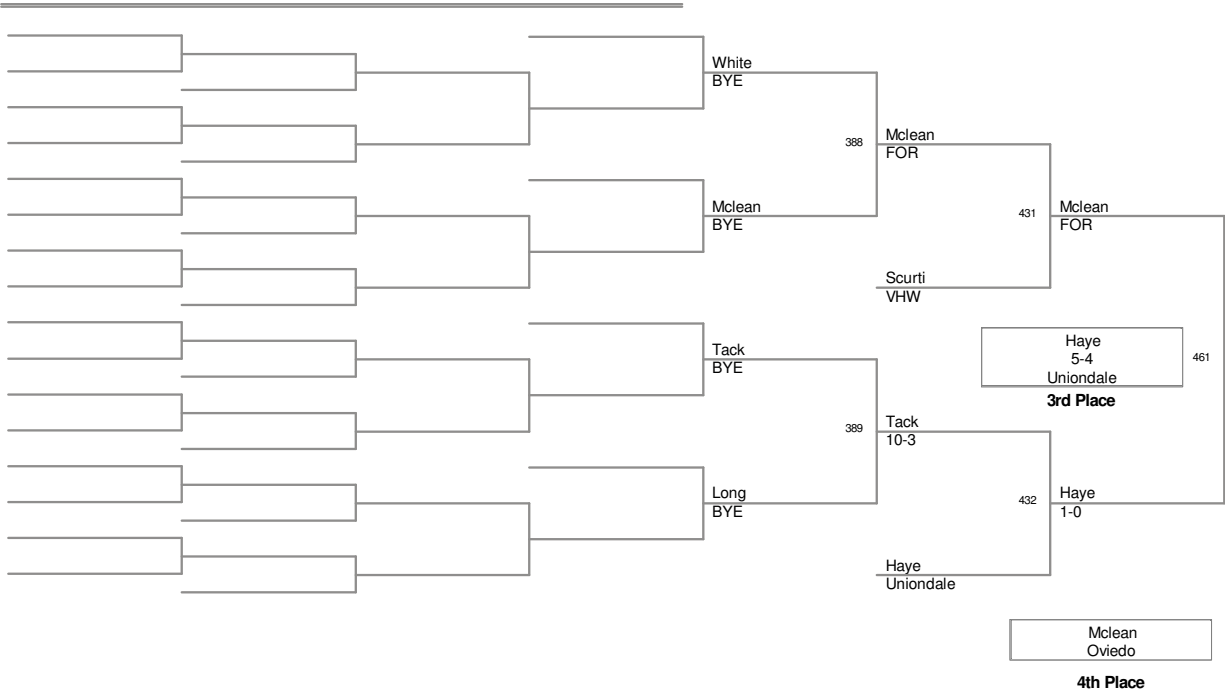 White
BYE
388
Mclean
FOR
Mclean
BYE
431
Mclean
FOR
Scurti
VHW
Tack
BYE
Haye
5-4
Uniondale
3rd Place
461
389
Tack
10-3
Long
BYE
432
Haye
1-0
Haye
Uniondale
Mclean
Oviedo
4th Place